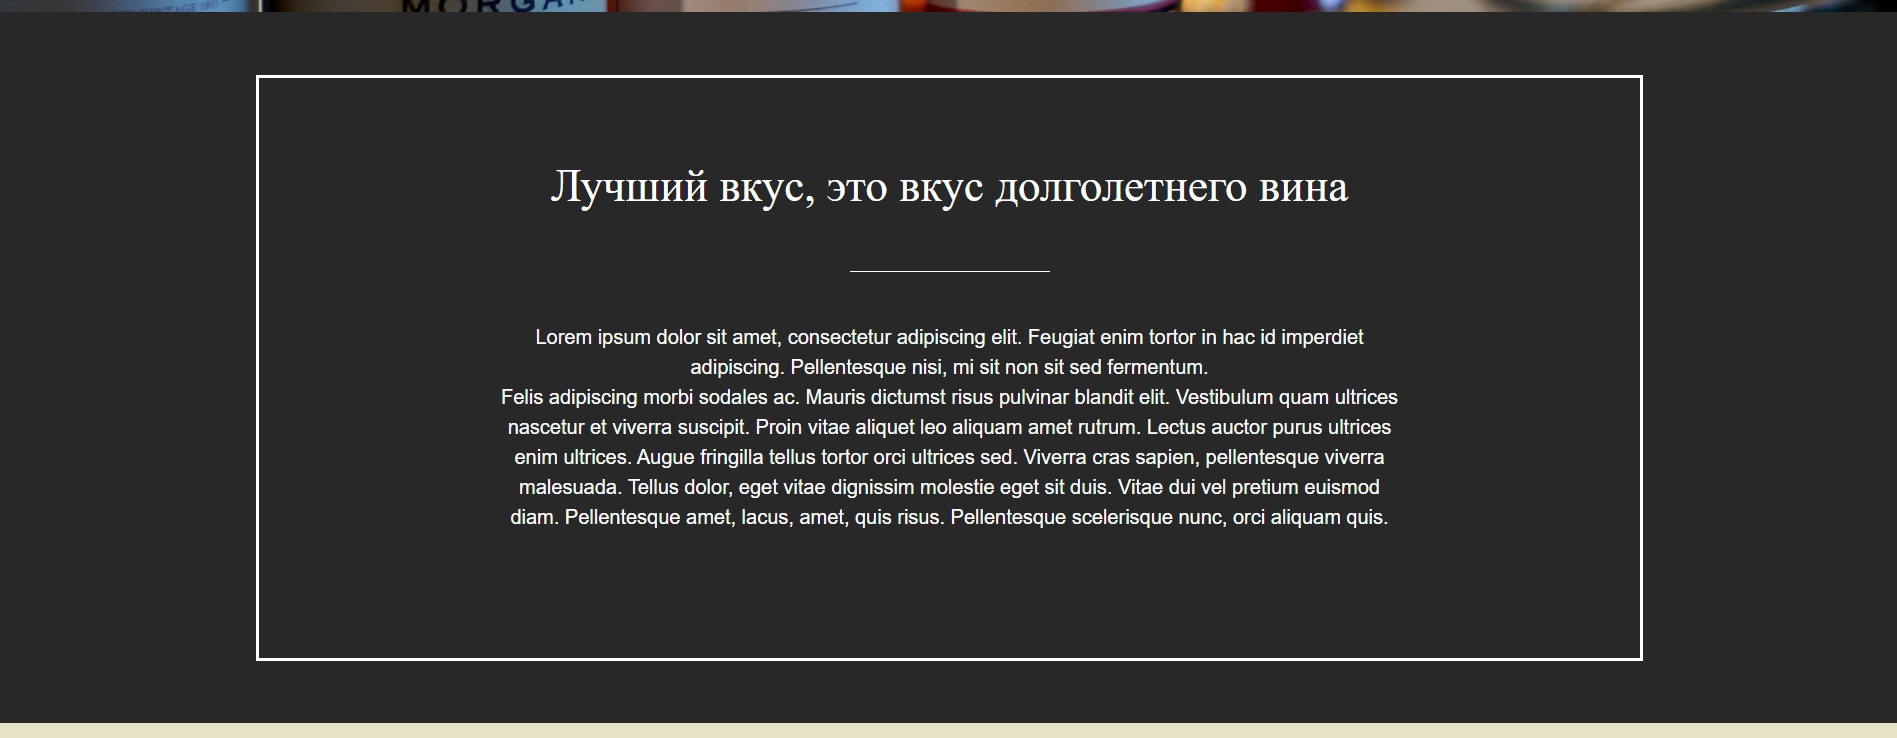 Лучший вкус, это вкус долголетнего вина
Lorem ipsum dolor sit amet, consectetur adipiscing elit. Feugiat enim tortor in hac id imperdiet
adipiscing. Pellentesque nisi, mi sit non sit sed fermentum.
Felis adipiscing morbi sodales ac. Mauris dictumst risus pulvinar blandit elit. Vestibulum quam ultrices
nascetur et viverra suscipit. Proin vitae aliquet leo aliquam amet rutrum. Lectus auctor purus ultrices
enim ultrices. Augue fringilla tellus tortor orci ultrices sed. Viverra cras sapien, pellentesque viverra
malesuada. Tellus dolor, eget vitae dignissim molestie eget sit duis. Vitae dui vel pretium euismod
diam. Pellentesque amet, lacus, amet, quis risus. Pellentesque scelerisque nunc, orci aliquam quis.